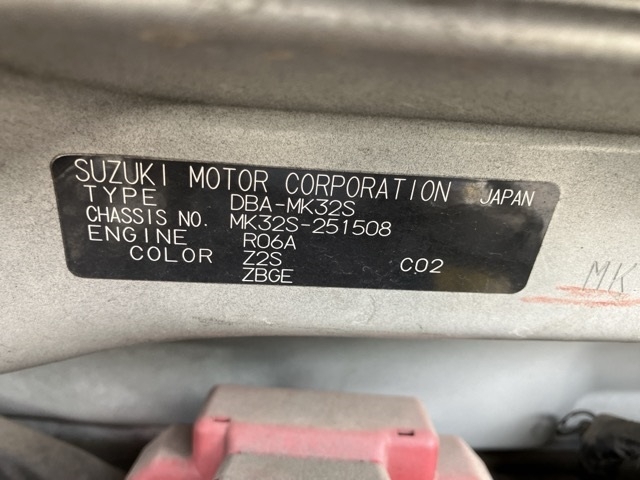 SUZUKI MOTOR CORPORATION JAPAN
TYPE DBA-MK32S
CHASSIS NO. MK32S-251508
ENGINE R06A
COLOR Z2S C02
ZBGE
MK